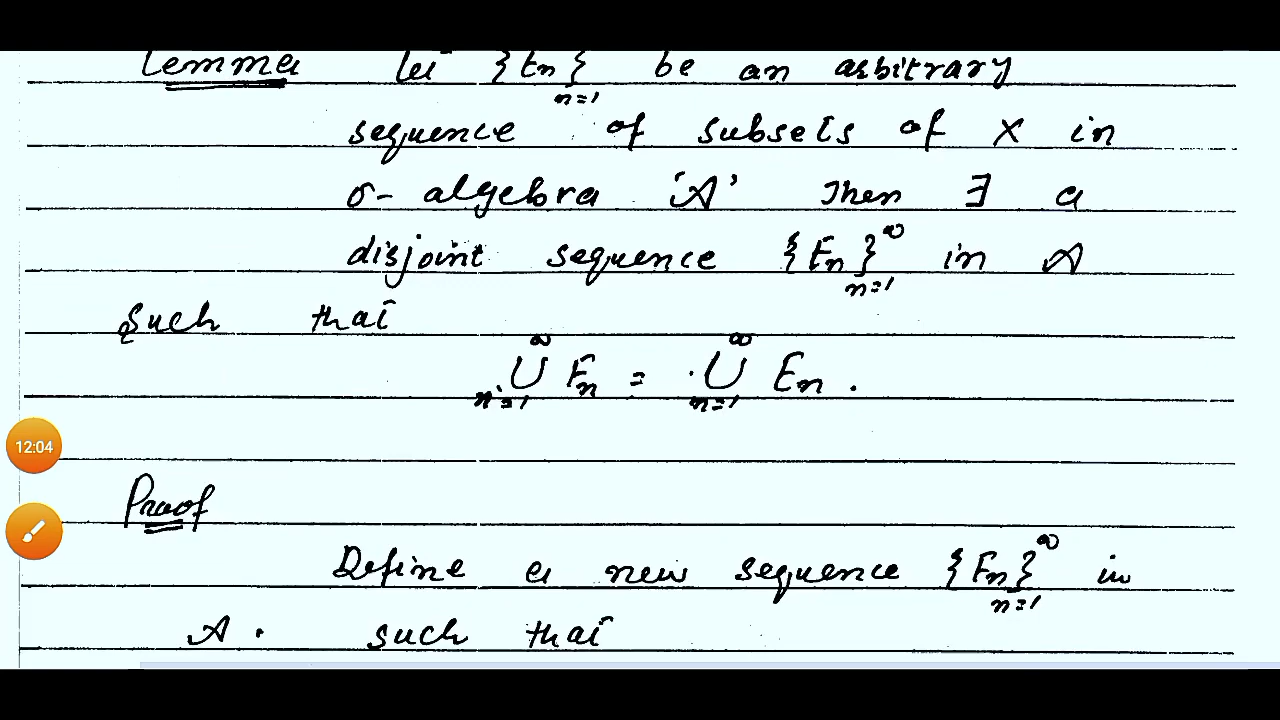 Lemma Let {En} n=1 be an arbitrary
sequence of subsets of X in
σ- algebra 'A' Then ∃ a
disjoint sequence {Fn}∞ n=1 in A
Such that
∞ ⋃ n=1 Fn = ∞ ⋃ n=1 En .
12:04
Proof
Define a new sequence {Fn}∞ n=1 in
A . such that